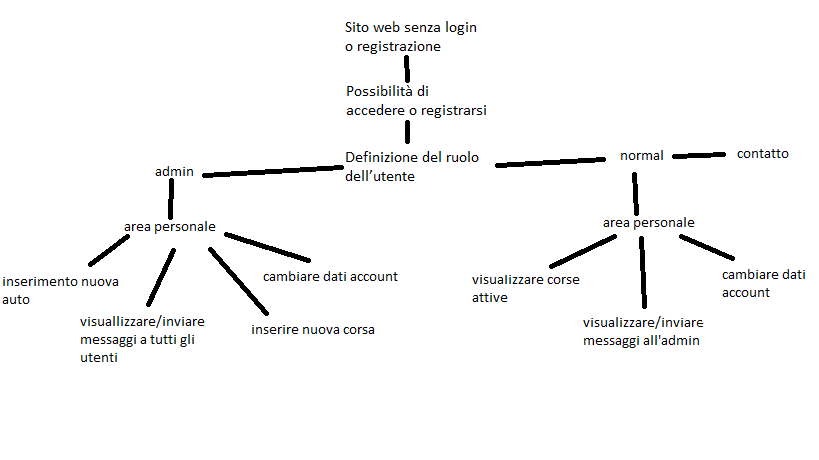 Sito web senza login
o registrazione
Possibilità di
accedere o registrarsi
Definizione del ruolo
dell'utente
admin
normal
contatto
area personale
area personale
inserimento nuova
auto
visuallizzare/inviare
messaggi a tutti gli
utenti
inserire nuova corsa
cambiare dati account
visualizzare corse
attive
visualizzare/inviare
messaggi all'admin
cambiare dati
account